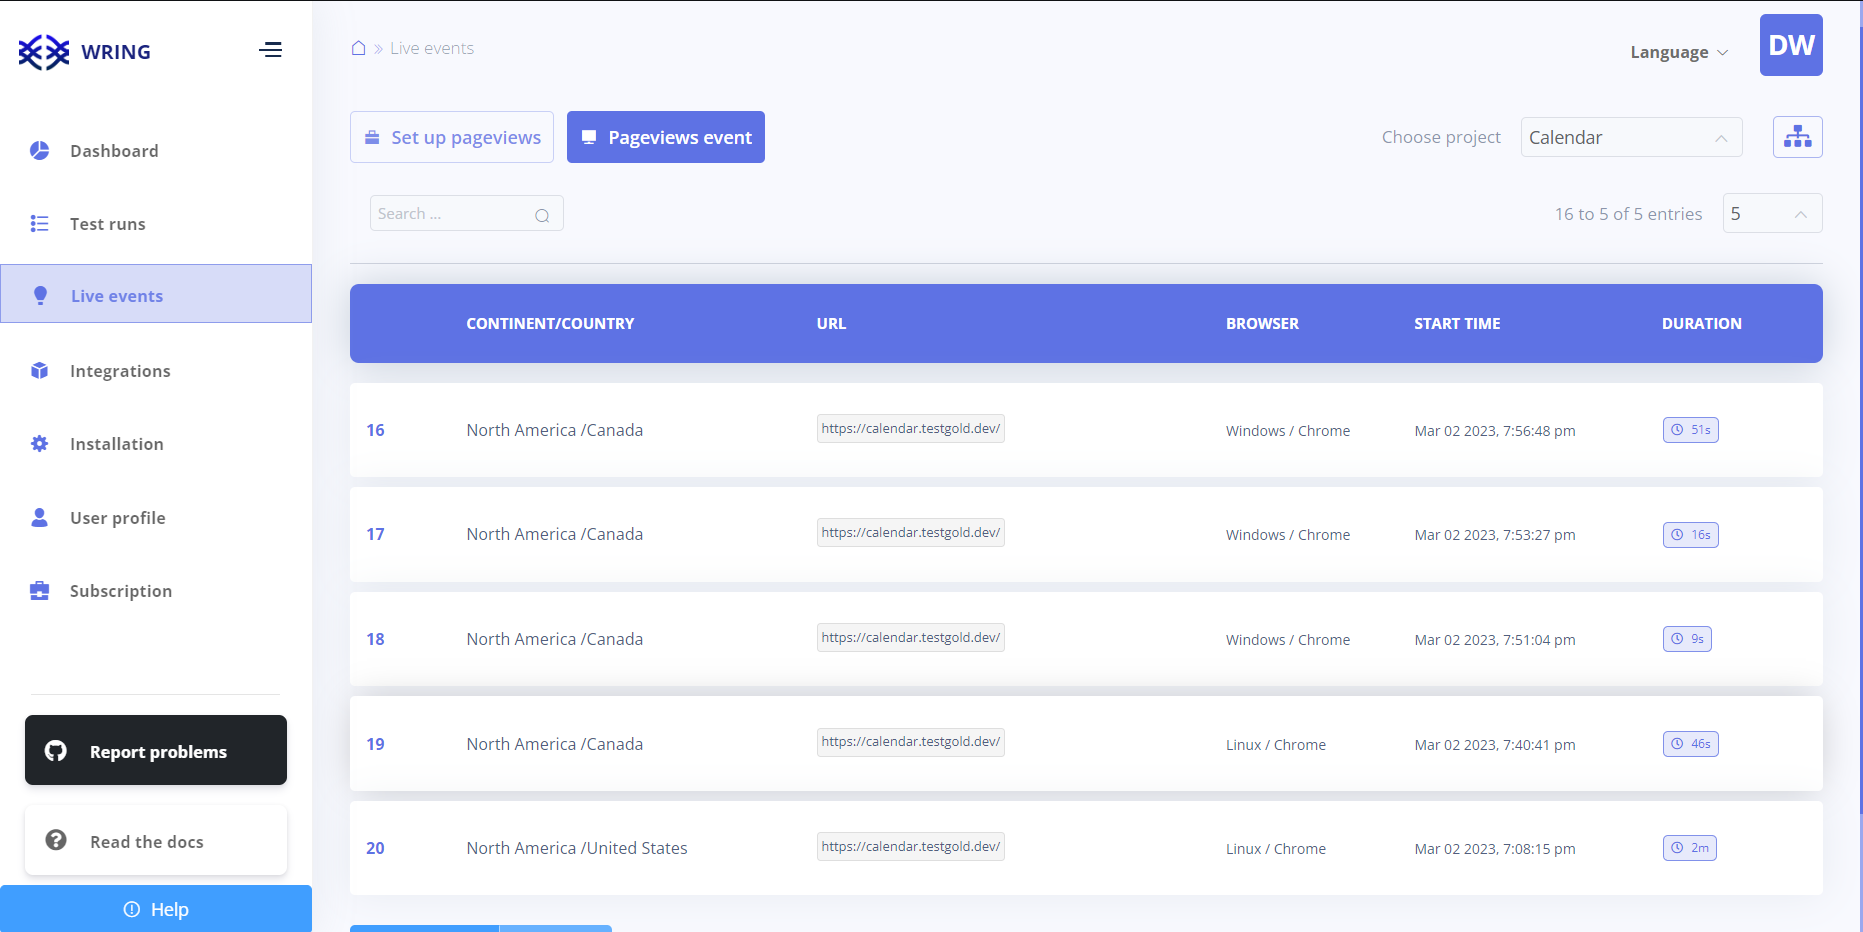 WRING
Live events
Language
DW
Dashboard
Test runs
Live events
Integrations
Installation
User profile
Subscription
Report problems
Read the docs
Help
Set up pageviews
Pageviews event
Choose project
Calendar
Search ...
16 to 5 of 5 entries
5
CONTINENT/COUNTRY URL BROWSER START TIME DURATION
16 North America /Canada https://calendar.testgold.dev/ Windows / Chrome Mar 02 2023, 7:56:48 pm 51s
17 North America /Canada https://calendar.testgold.dev/ Windows / Chrome Mar 02 2023, 7:53:27 pm 16s
18 North America /Canada https://calendar.testgold.dev/ Windows / Chrome Mar 02 2023, 7:51:04 pm 9s
19 North America /Canada https://calendar.testgold.dev/ Linux / Chrome Mar 02 2023, 7:40:41 pm 46s
20 North America /United States https://calendar.testgold.dev/ Linux / Chrome Mar 02 2023, 7:08:15 pm 2m